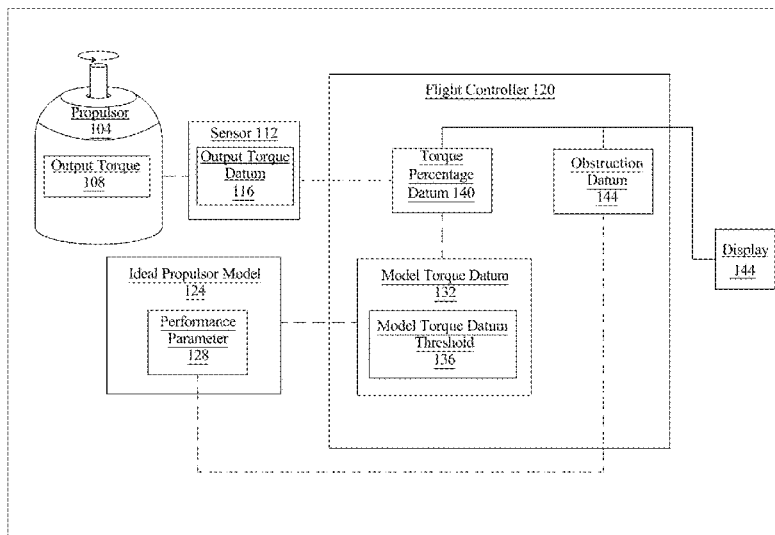 Flight Controller 120
Propulsor
104
Output Torque
108
Sensor 112
Output Torque
Datum
116
Torque
Percentage
Datum 140
Obstruction
Datum
144
Display
144
Ideal Propulsor Model
124
Performance
Parameter
128
Model Torque Datum
132
Model Torque Datum
Threshold
136